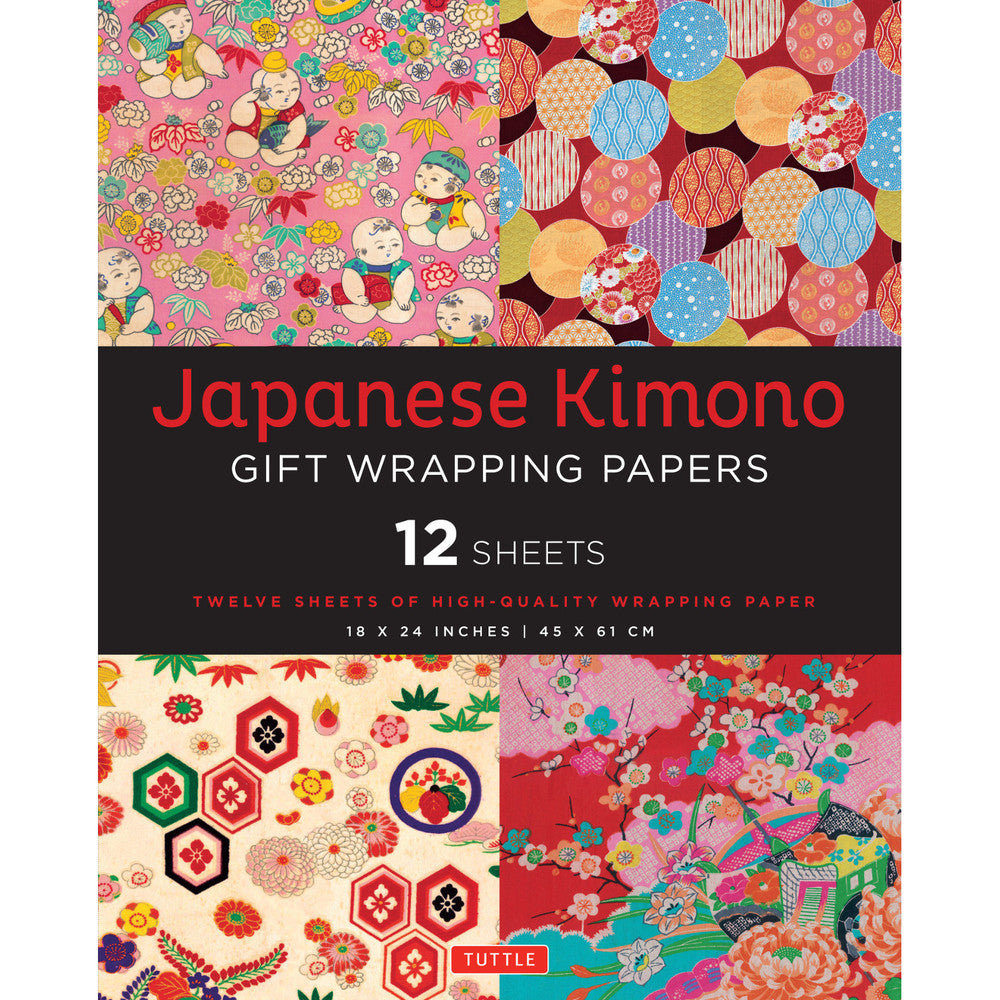 Japanese Kimono
GIFT WRAPPING PAPERS
12 SHEETS
TWELVE SHEETS OF HIGH-QUALITY WRAPPING PAPER
18 X 24 INCHES | 45 X 61 CM
TUTTLE